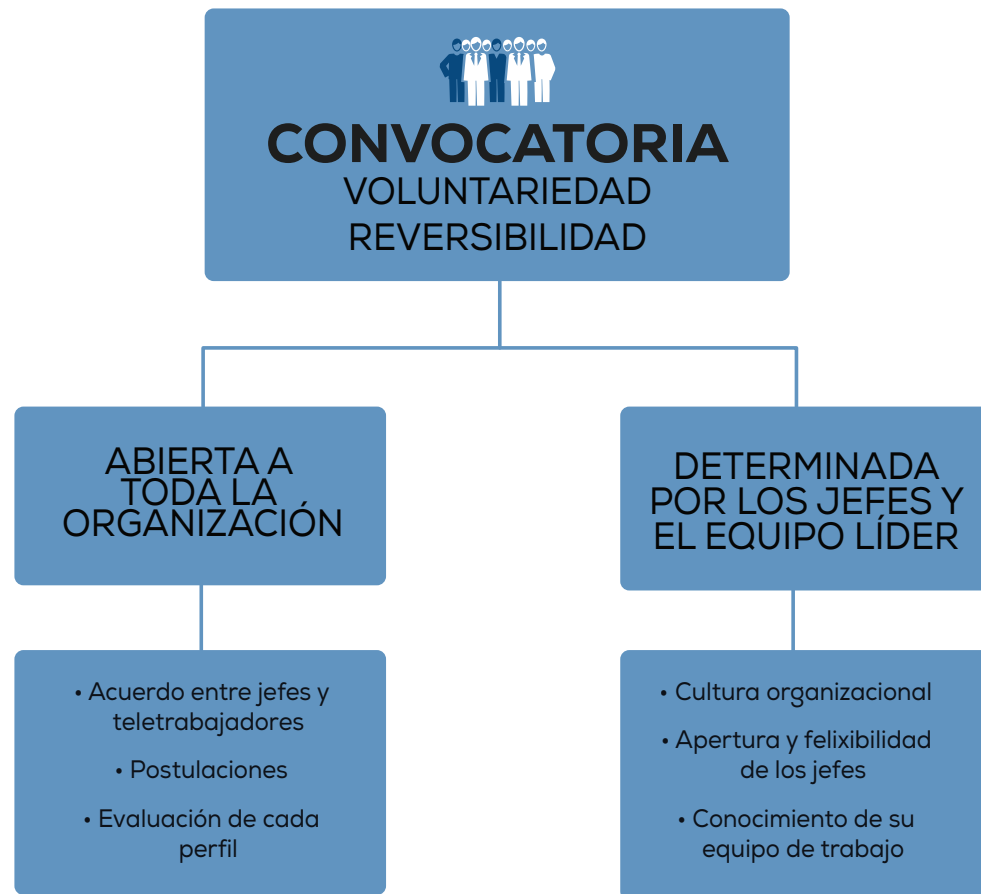 CONVOCATORIA
VOLUNTARIEDAD
REVERSIBILIDAD
ABIERTA A
TODA LA
ORGANIZACIÓN
• Acuerdo entre jefes y
teletrabajadores
• Postulaciones
• Evaluación de cada
perfil
DETERMINADA
POR LOS JEFES Y
EL EQUIPO LÍDER
• Cultura organizacional
• Apertura y felixibilidad
de los jefes
• Conocimiento de su
equipo de trabajo